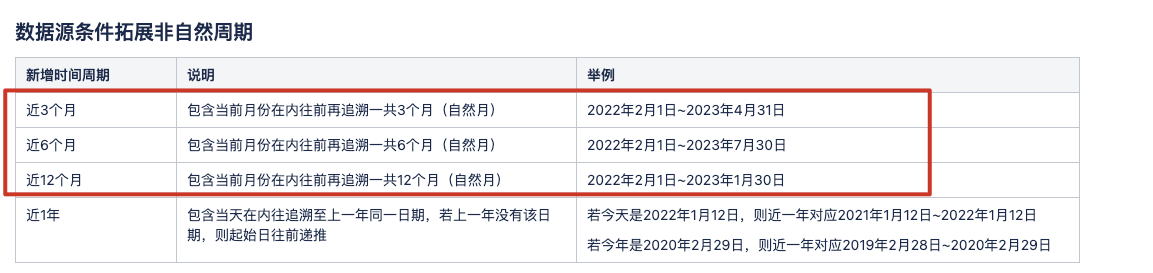 数据源条件拓展非自然周期
新增时间周期 说明 举例
近3个月 包含当前月份在内往前再追溯一共3个月（自然月） 2022年2月1日~2023年4月31日
近6个月 包含当前月份在内往前再追溯一共6个月（自然月） 2022年2月1日~2023年7月30日
近12个月 包含当前月份在内往前再追溯一共12个月（自然月） 2022年2月1日~2023年1月30日
近1年 包含当天在内往追溯至上一年同一日期，若上一年没有该日 若今天是2022年1月12日，则近一年对应2021年1月12日~2022年1月12日
期，则起始日往前递推
若今年是2020年2月29日，则近一年对应2019年2月28日~2020年2月29日